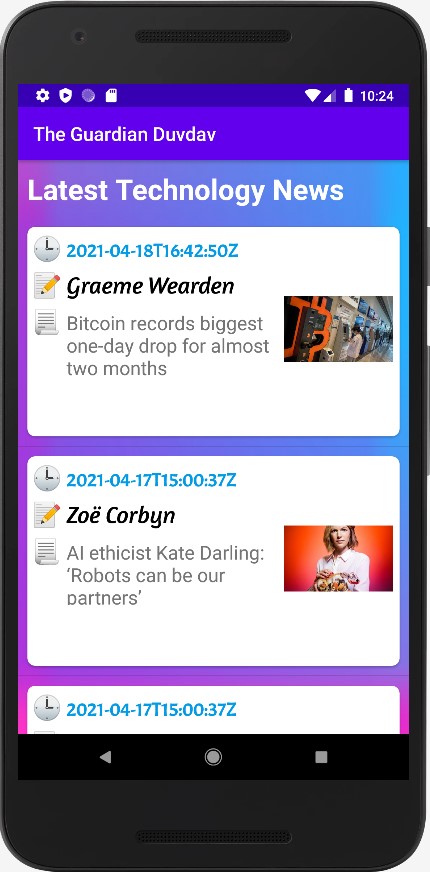 10:24
The Guardian Duvdav
Latest Technology News
2021-04-18T16:42:50Z
Graeme Wearden
Bitcoin records biggest
one-day drop for almost
two months
2021-04-17T15:00:37Z
Zoë Corbyn
AI ethicist Kate Darling:
‘Robots can be our
partners’
2021-04-17T15:00:37Z